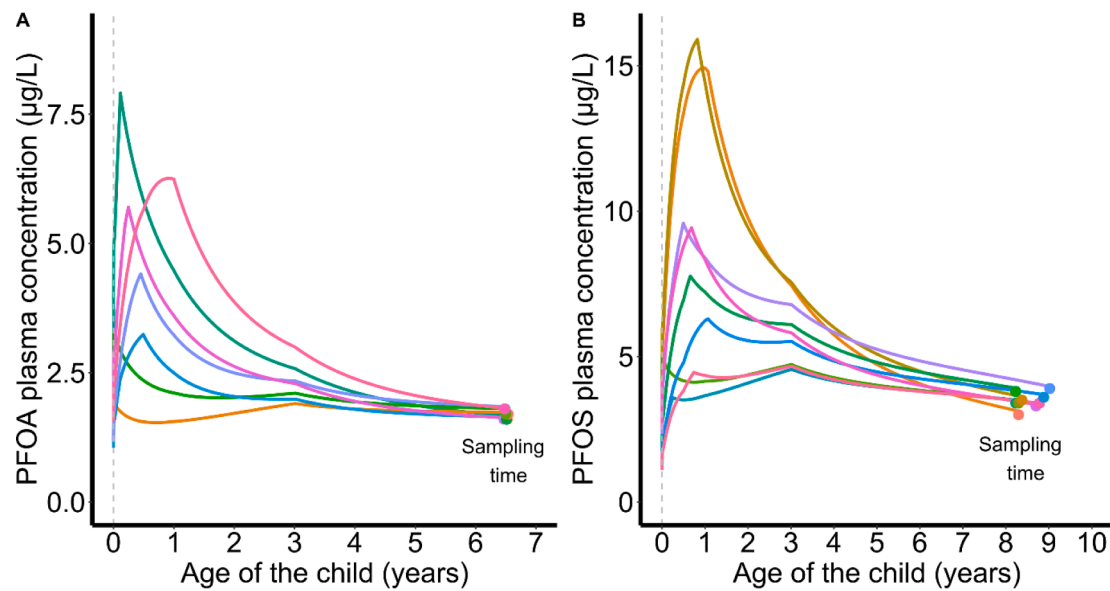 A
PFOA plasma concentration (µg/L)
7.5
5.0
2.5
0.0
Sampling
time
0 1 2 3 4 5 6 7
Age of the child (years)
B
PFOS plasma concentration (µg/L)
15
10
5
0
Sampling
time
0 1 2 3 4 5 6 7 8 9 10
Age of the child (years)